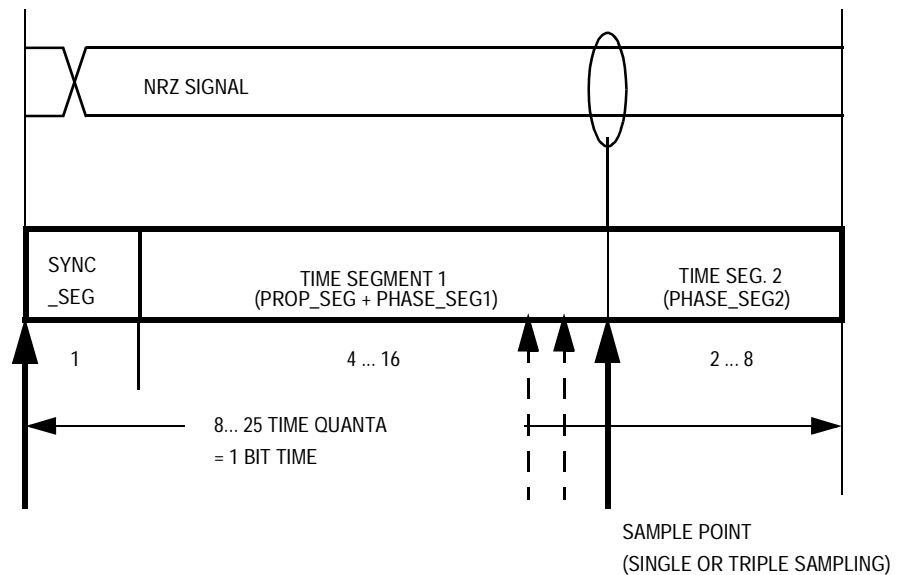 NRZ SIGNAL
SYNC
_SEG
TIME SEGMENT 1
(PROP_SEG + PHASE_SEG1)
TIME SEG. 2
(PHASE_SEG2)
1
4 ... 16
2 ... 8
8... 25 TIME QUANTA
= 1 BIT TIME
SAMPLE POINT
(SINGLE OR TRIPLE SAMPLING)